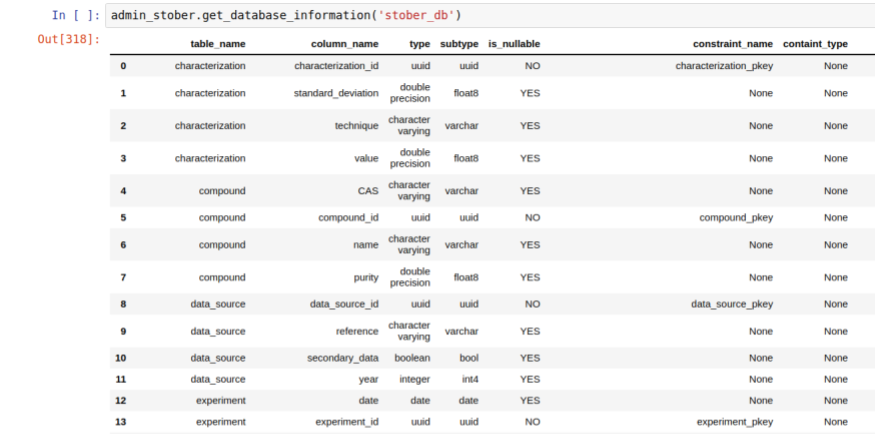 In [ ]: admin_stober.get_database_information('stober_db')
Out[318]:
table_name column_name type subtype is_nullable constraint_name containt_type
0 characterization characterization_id uuid uuid NO characterization_pkey None
1 characterization standard_deviation double precision float8 YES None None
2 characterization technique character varying varchar YES None None
3 characterization value double precision float8 YES None None
4 compound CAS character varying varchar YES None None
5 compound compound_id uuid uuid NO compound_pkey None
6 compound name character varying varchar YES None None
7 compound purity double precision float8 YES None None
8 data_source data_source_id uuid uuid NO data_source_pkey None
9 data_source reference character varying varchar YES None None
10 data_source secondary_data boolean bool YES None None
11 data_source year integer int4 YES None None
12 experiment date date date YES None None
13 experiment experiment_id uuid uuid NO experiment_pkey None